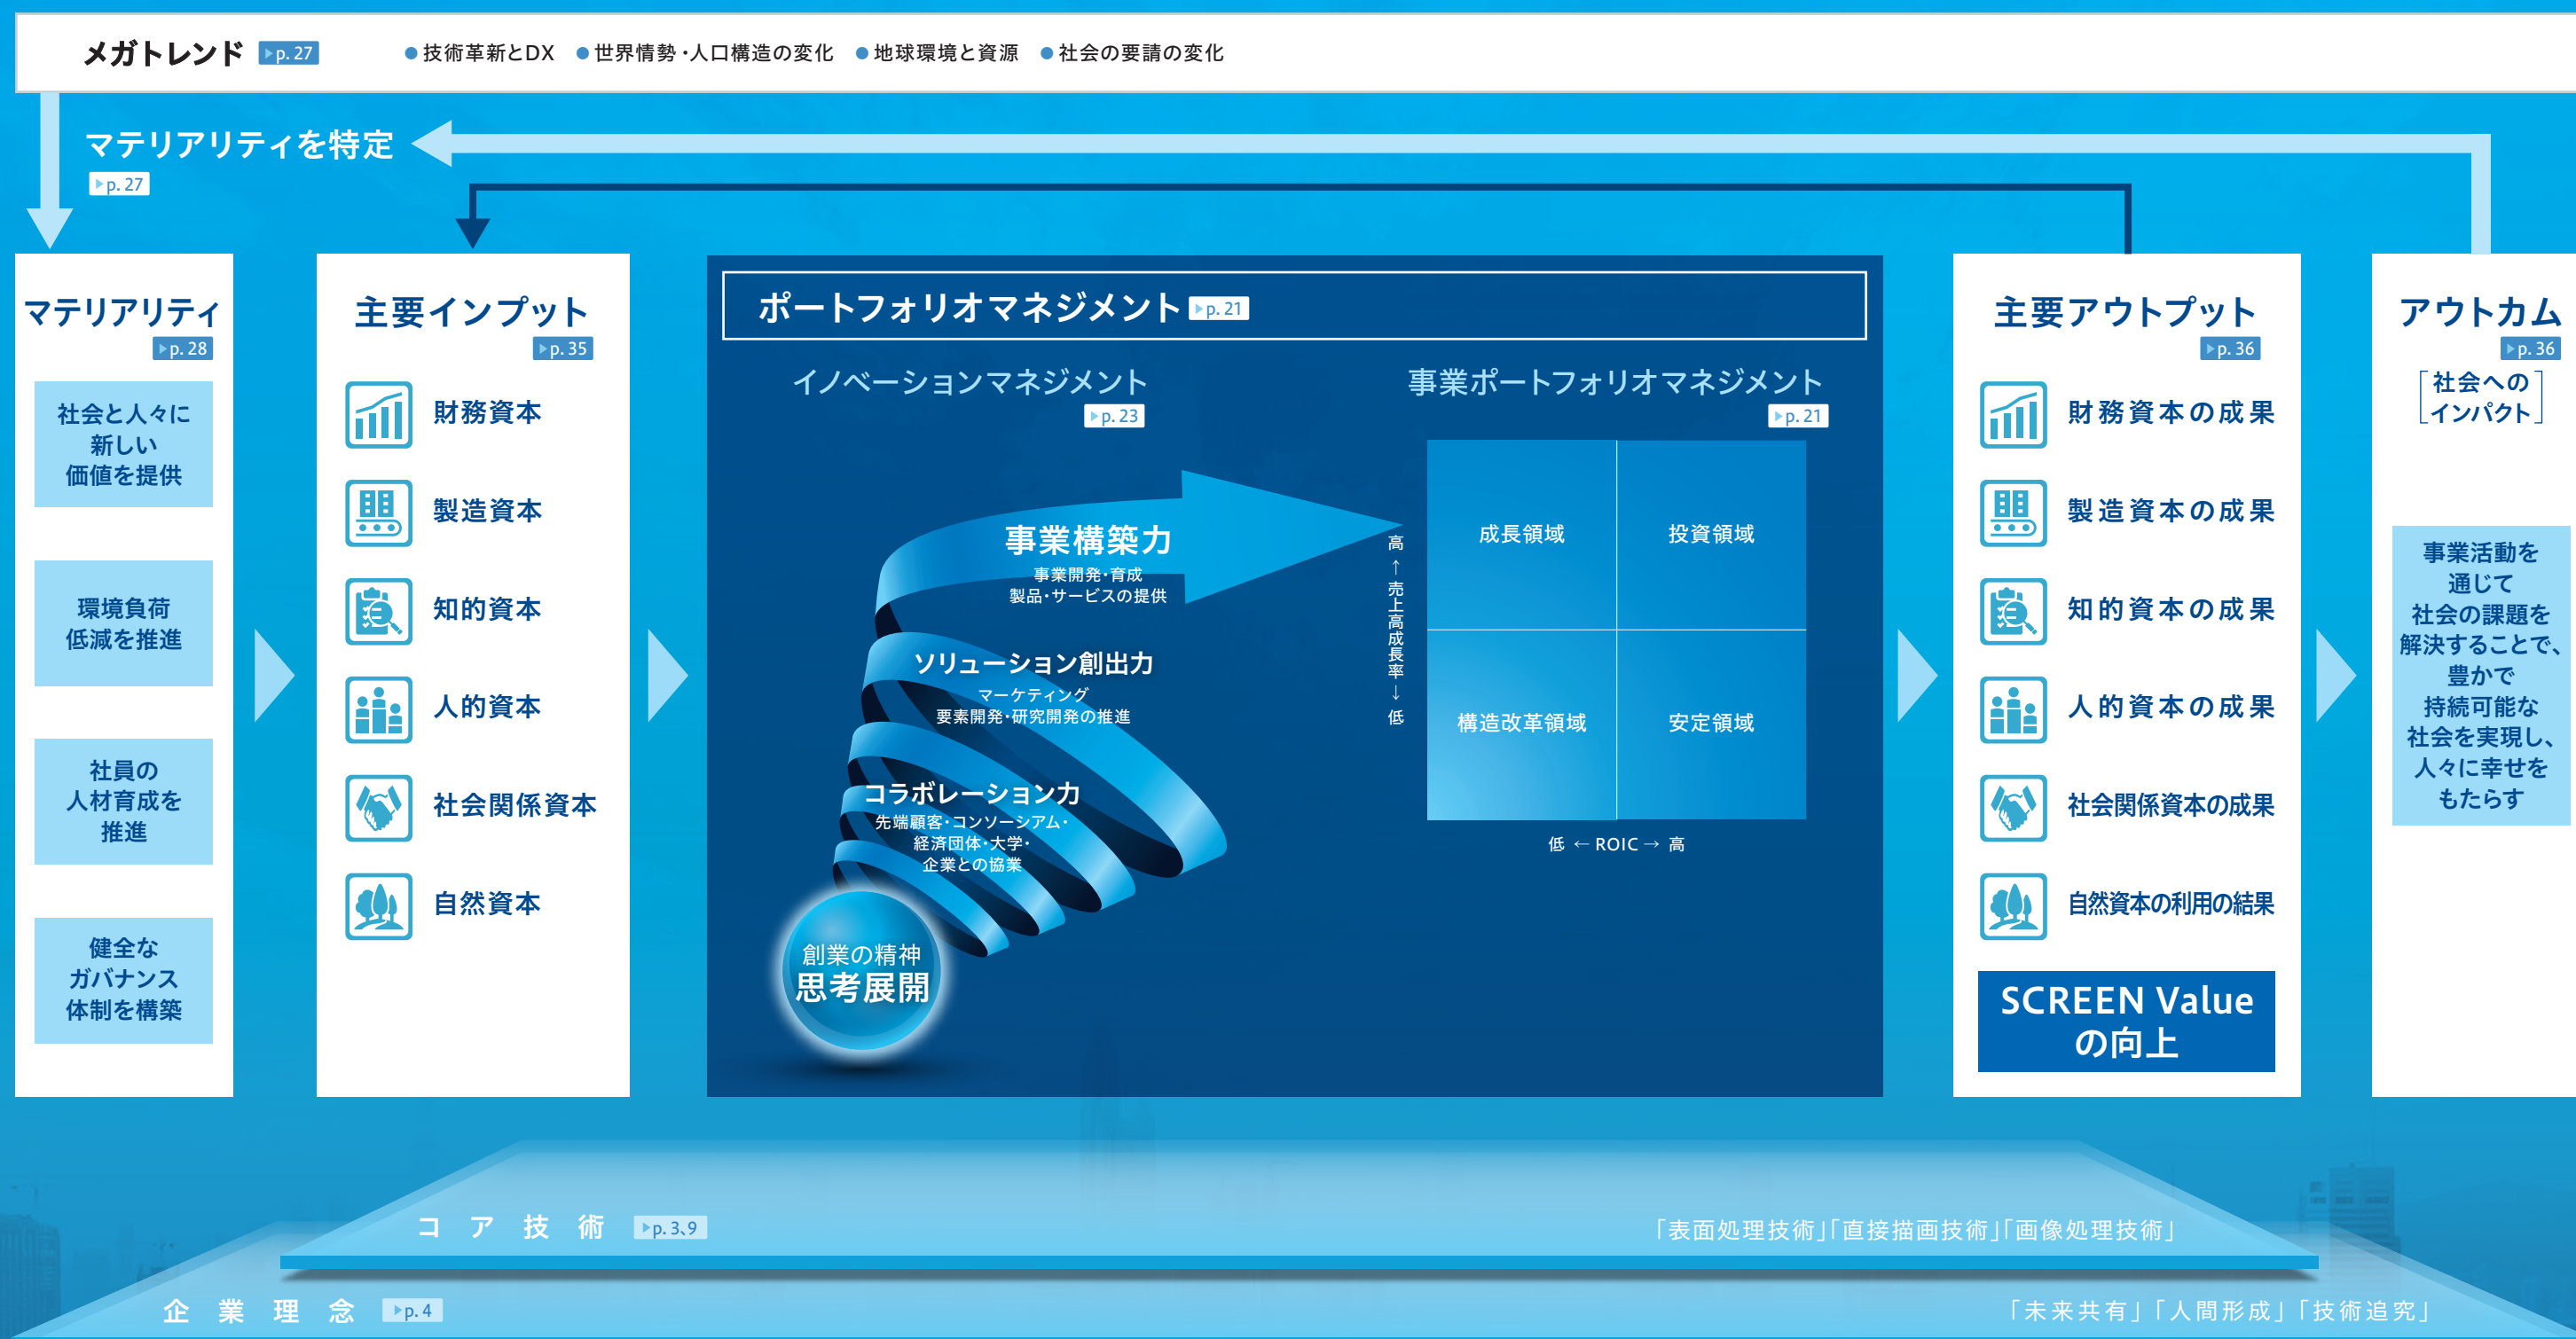 メガトレンド ▶p. 27
●技術革新とDX ●世界情勢・人口構造の変化 ●地球環境と資源 ●社会の要請の変化
マテリアリティを特定
▶p. 27
マテリアリティ
▶p. 28
社会と人々に
新しい
価値を提供
環境負荷
低減を推進
社員の
人材育成を
推進
健全な
ガバナンス
体制を構築
主要インプット
▶p. 35
財務資本
製造資本
知的資本
人的資本
社会関係資本
自然資本
ポートフォリオマネジメント ▶p. 21
イノベーションマネジメント
▶p. 23
事業構築力
事業開発・育成
製品・サービスの提供
ソリューション創出力
マーケティング
要素開発・研究開発の推進
コラボレーション力
先端顧客・コンソーシアム・
経済団体・大学・
企業との協業
創業の精神
思考展開
事業ポートフォリオマネジメント
▶p. 21
高 ↑ 売上高成長率 ↓ 低
成長領域
投資領域
構造改革領域
安定領域
低 ← ROIC → 高
主要アウトプット
▶p. 36
財務資本の成果
製造資本の成果
知的資本の成果
人的資本の成果
社会関係資本の成果
自然資本の利用の結果
SCREEN Value
の向上
アウトカム
▶p. 36
[社会への
インパクト]
事業活動を
通じて
社会の課題を
解決することで、
豊かで
持続可能な
社会を実現し、
人々に幸せを
もたらす
コア技術 ▶p. 3、9
「表面処理技術」「直接描画技術」「画像処理技術」
企業理念 ▶p. 4
「未来共有」「人間形成」「技術追究」